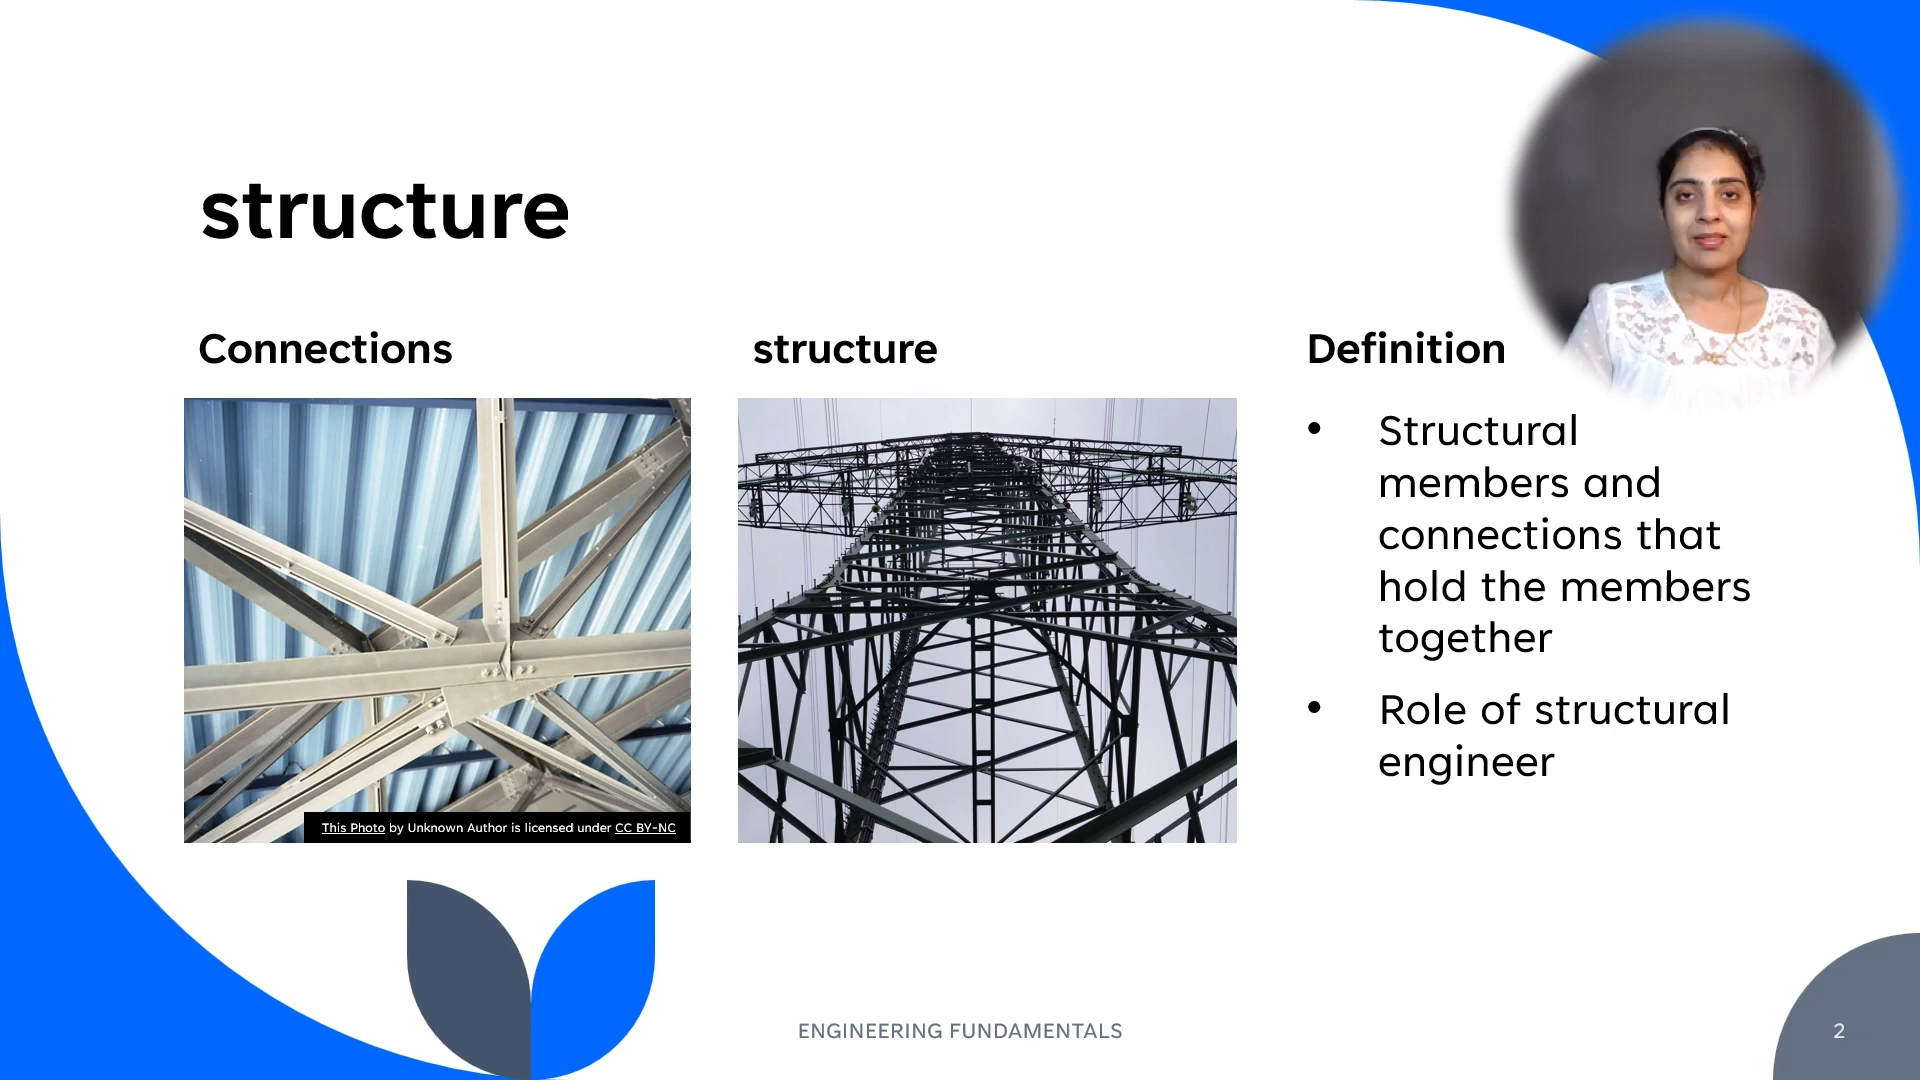 structure
Connections
This Photo by Unknown Author is licensed under CC BY-NC
structure
Definition
• Structural
members and
connections that
hold the members
together
• Role of structural
engineer
ENGINEERING FUNDAMENTALS
2